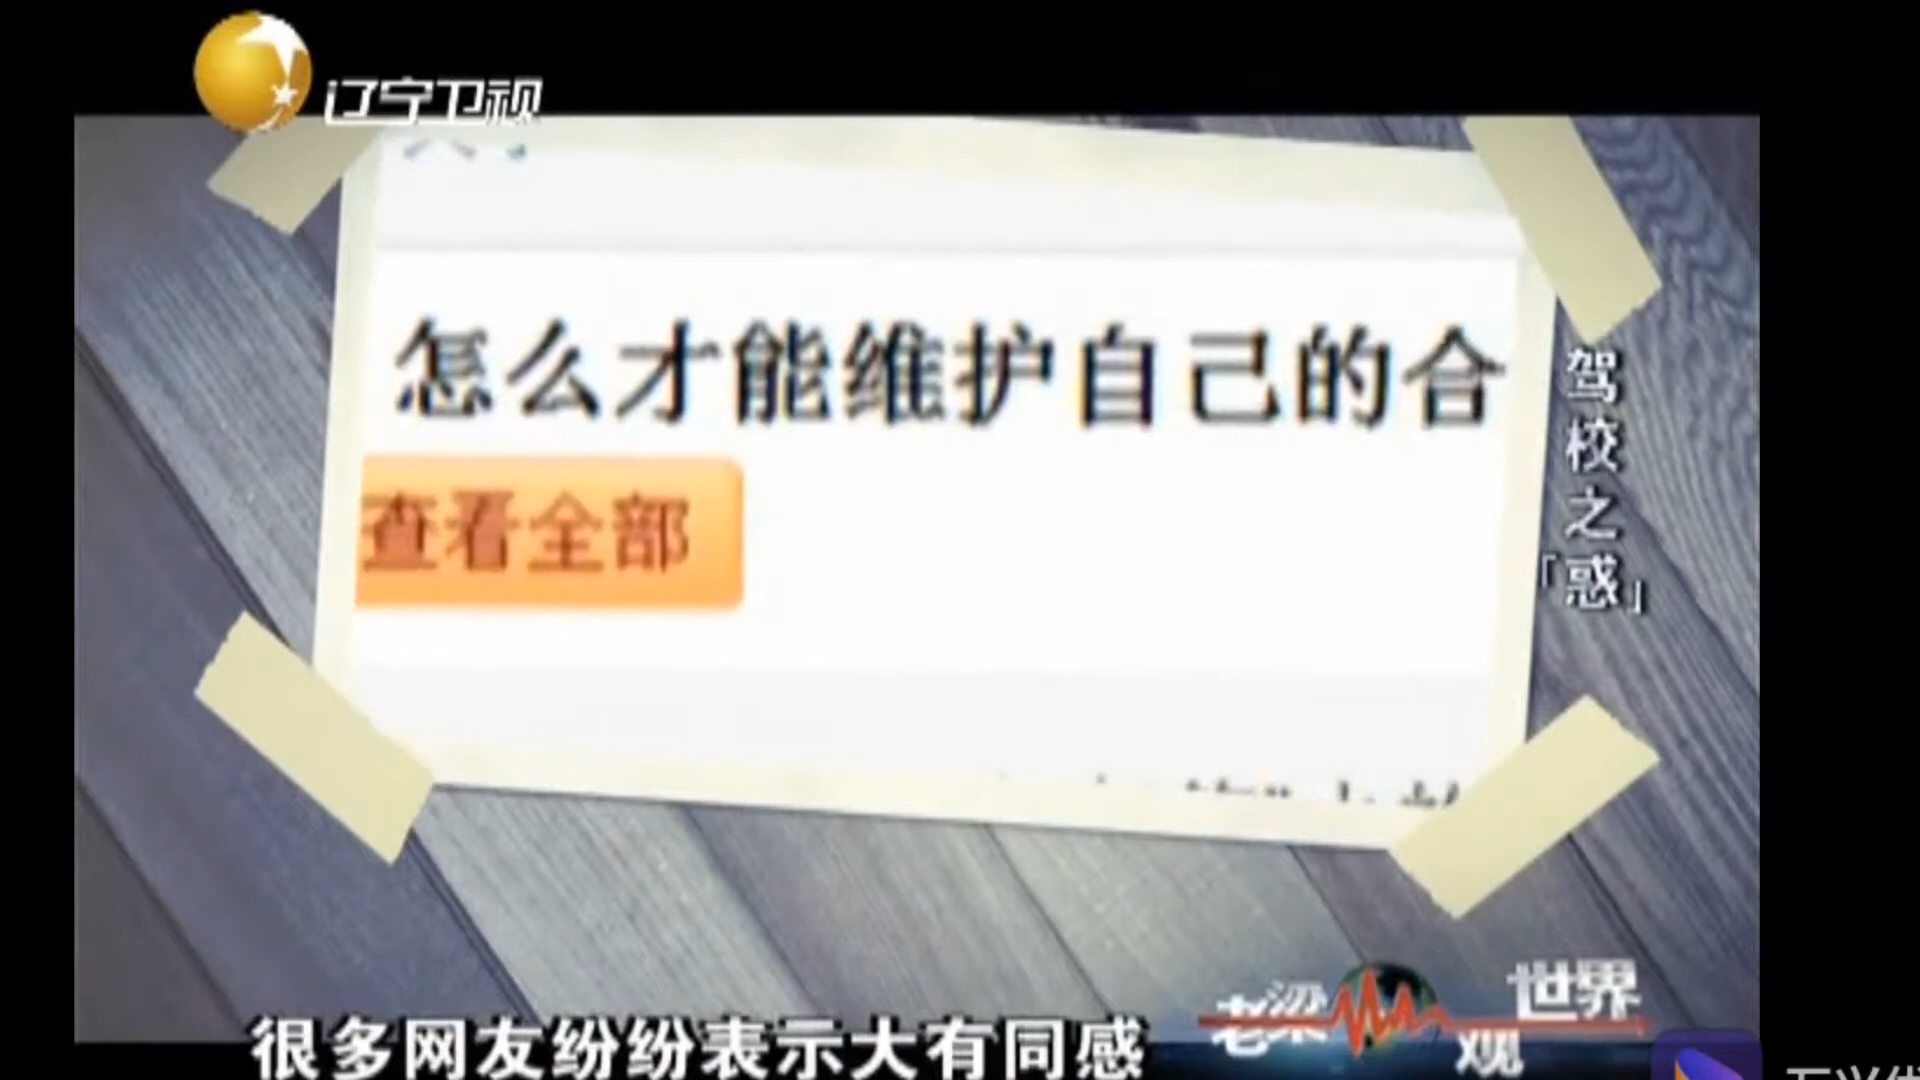 辽宁卫视
怎么才能维护自己的合
查看全部
驾校之「惑」
老梁观世界
很多网友纷纷表示大有同感